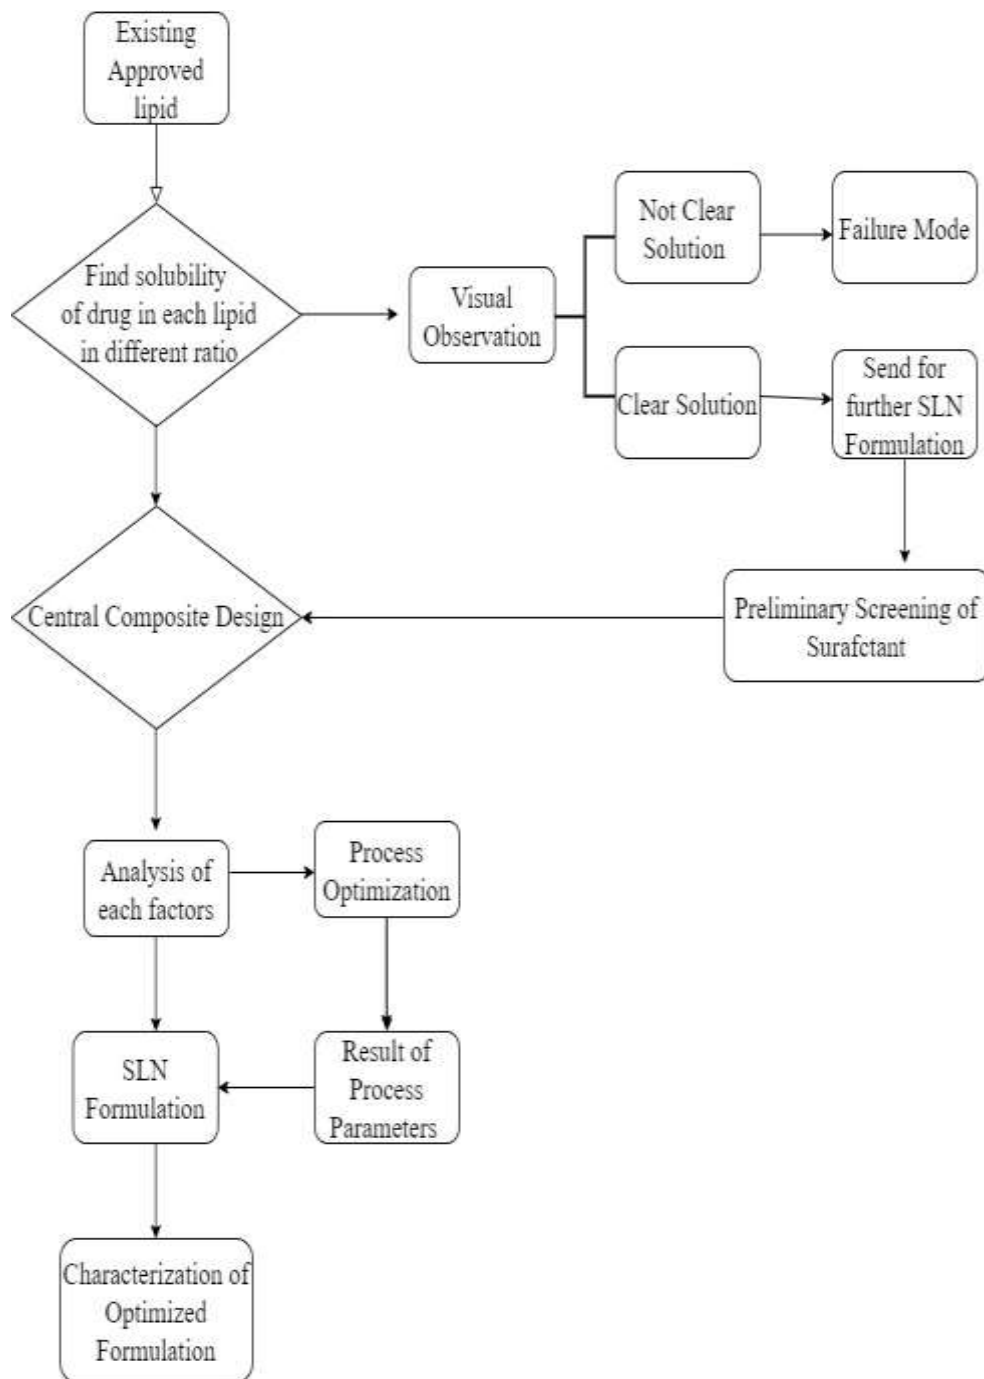 Existing
Approved
lipid
Find solubility
of drug in each lipid
in different ratio
Visual
Observation
Not Clear
Solution
Failure Mode
Clear Solution
Send for
further SLN
Formulation
Preliminary Screening of
Surafctant
Central Composite Design
Analysis of
each factors
Process
Optimization
SLN
Formulation
Result of
Process
Parameters
Characterization of
Optimized
Formulation